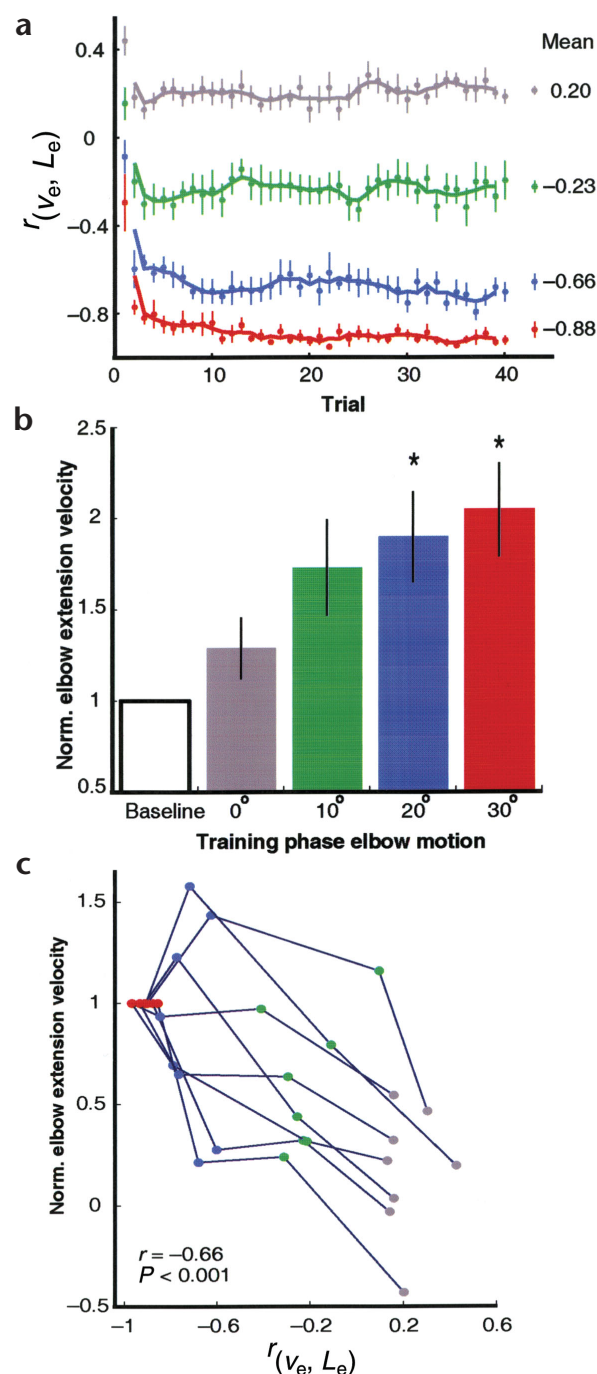 a
Mean
0.4
0
−0.4
−0.8
r(ve, Le)
0.20
−0.23
−0.66
−0.88
0 10 20 30 40
Trial
b
2.5
2
1.5
1
0.5
Norm. elbow extension velocity
* *
Baseline 0° 10° 20° 30°
Training phase elbow motion
c
1.5
1
0.5
0
−0.5
Norm. elbow extension velocity
r = −0.66
P < 0.001
−1 −0.6 −0.2 0.2 0.6
r(ve, Le)